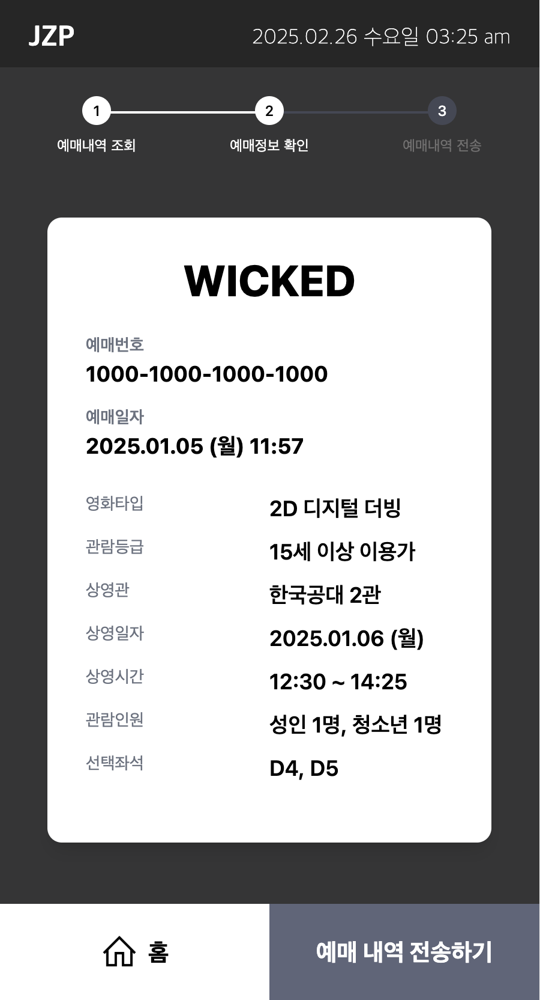 JZP
2025.02.26 수요일 03:25 am
1
2
3
예매내역 조회
예매정보 확인
예매내역 전송
WICKED
예매번호
1000-1000-1000-1000
예매일자
2025.01.05 (월) 11:57
영화타입
2D 디지털 더빙
관람등급
15세 이상 이용가
상영관
한국공대 2관
상영일자
2025.01.06 (월)
상영시간
12:30 ~ 14:25
관람인원
성인 1명, 청소년 1명
선택좌석
D4, D5
홈
예매 내역 전송하기